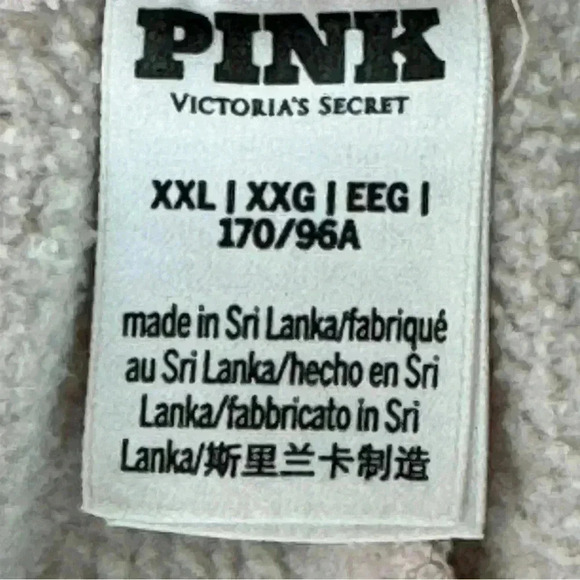 PINK
VICTORIA'S SECRET
XXL | XXG | EEG |
170/96A
made in Sri Lanka/fabriqué
au Sri Lanka/hecho en Sri
Lanka/fabbricato in Sri
Lanka/斯里兰卡制造